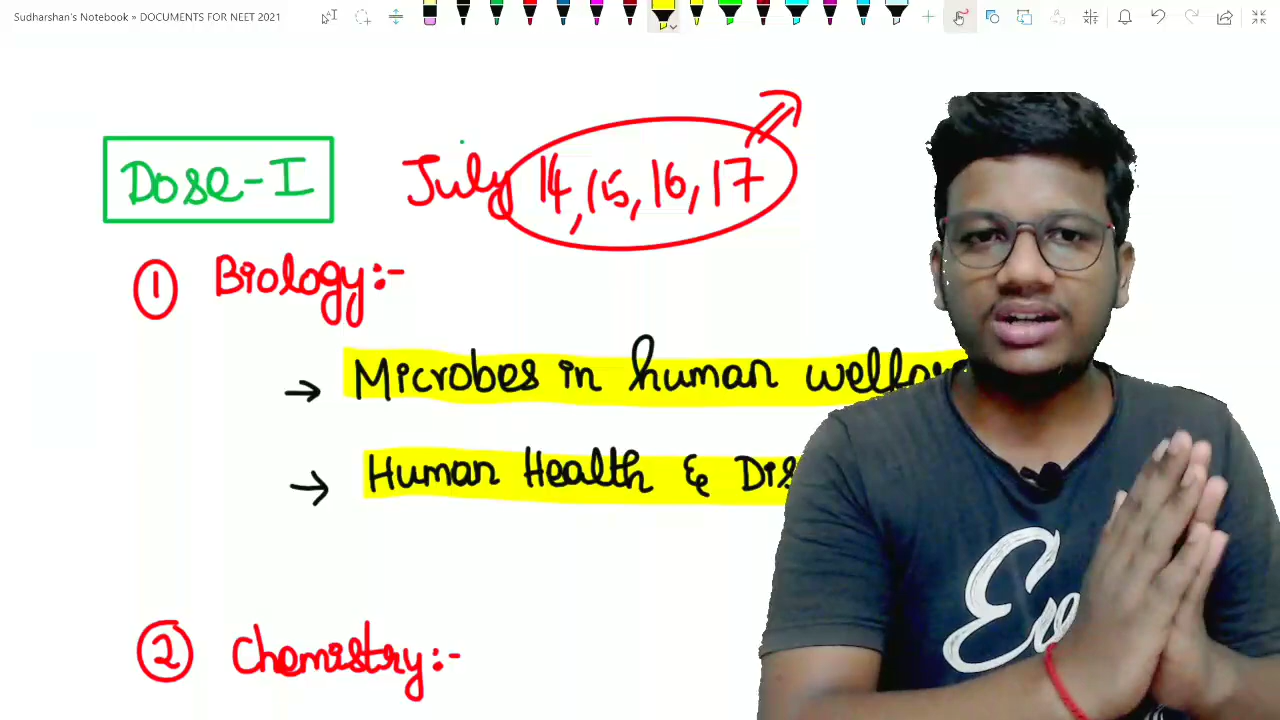 Sudharshan's Notebook » DOCUMENTS FOR NEET 2021
Dose-I July 14, 15, 16, 17
① Biology:-
→ Microbes in human
→ Human Health &
② Chemistry:-